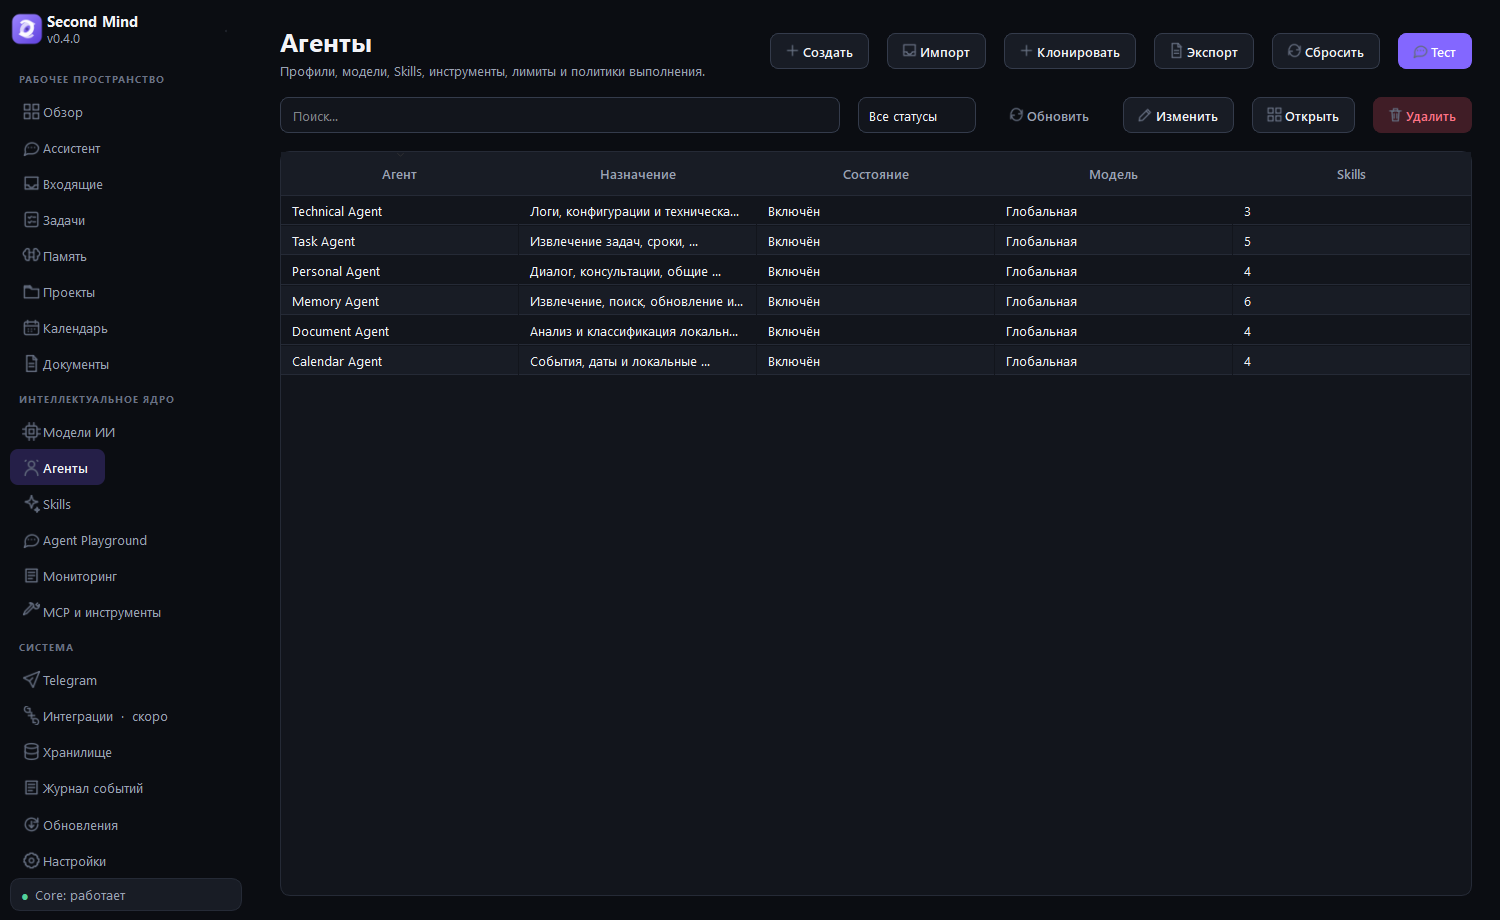 Second Mind
v0.4.0
РАБОЧЕЕ ПРОСТРАНСТВО
Обзор
Ассистент
Входящие
Задачи
Память
Проекты
Календарь
Документы
ИНТЕЛЛЕКТУАЛЬНОЕ ЯДРО
Модели ИИ
Агенты
Skills
Agent Playground
Мониторинг
MCP и инструменты
СИСТЕМА
Telegram
Интеграции · скоро
Хранилище
Журнал событий
Обновления
Настройки
Core: работает
Агенты
Профили, модели, Skills, инструменты, лимиты и политики выполнения.
Создать Импорт Клонировать Экспорт Сбросить Тест
Поиск... Все статусы Обновить Изменить Открыть Удалить
Агент Назначение Состояние Модель Skills
Technical Agent Логи, конфигурации и техническа... Включён Глобальная 3
Task Agent Извлечение задач, сроки, ... Включён Глобальная 5
Personal Agent Диалог, консультации, общие ... Включён Глобальная 4
Memory Agent Извлечение, поиск, обновление и... Включён Глобальная 6
Document Agent Анализ и классификация локальн... Включён Глобальная 4
Calendar Agent События, даты и локальные ... Включён Глобальная 4